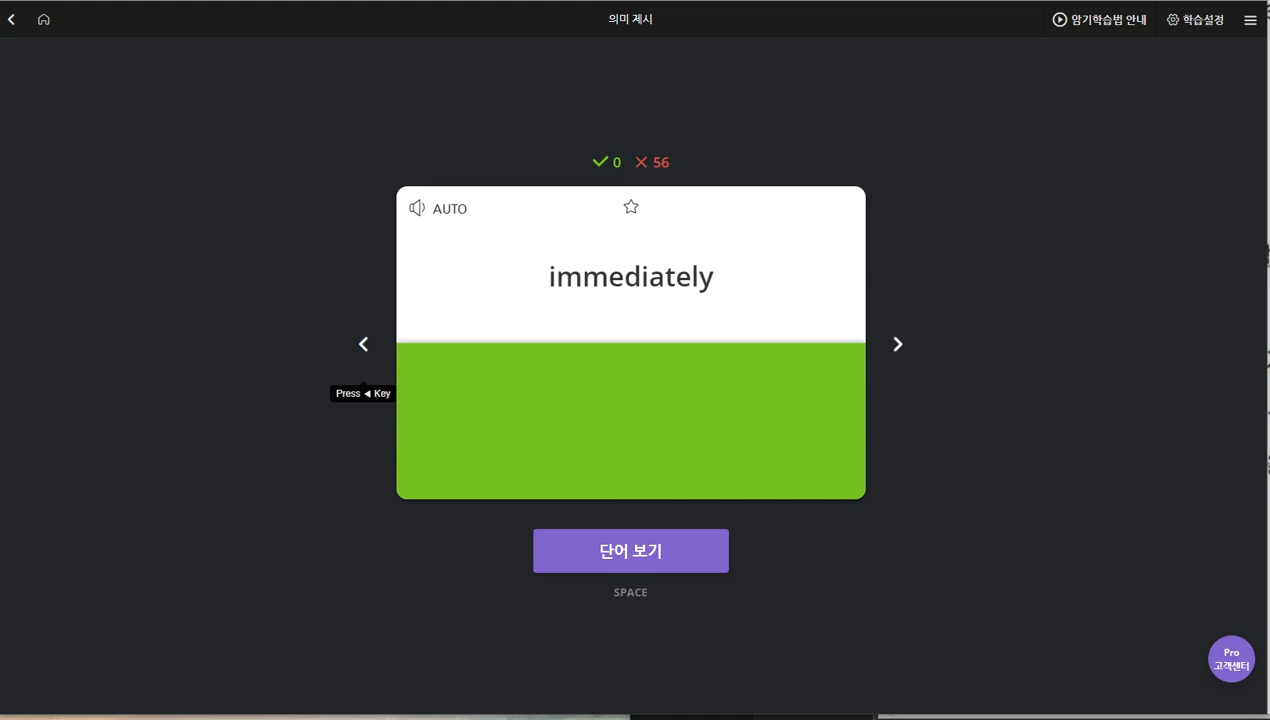 의미 제시
암기학습법 안내
학습설정
0
56
AUTO
immediately
Press ◀ Key
단어 보기
SPACE
Pro
고객센터